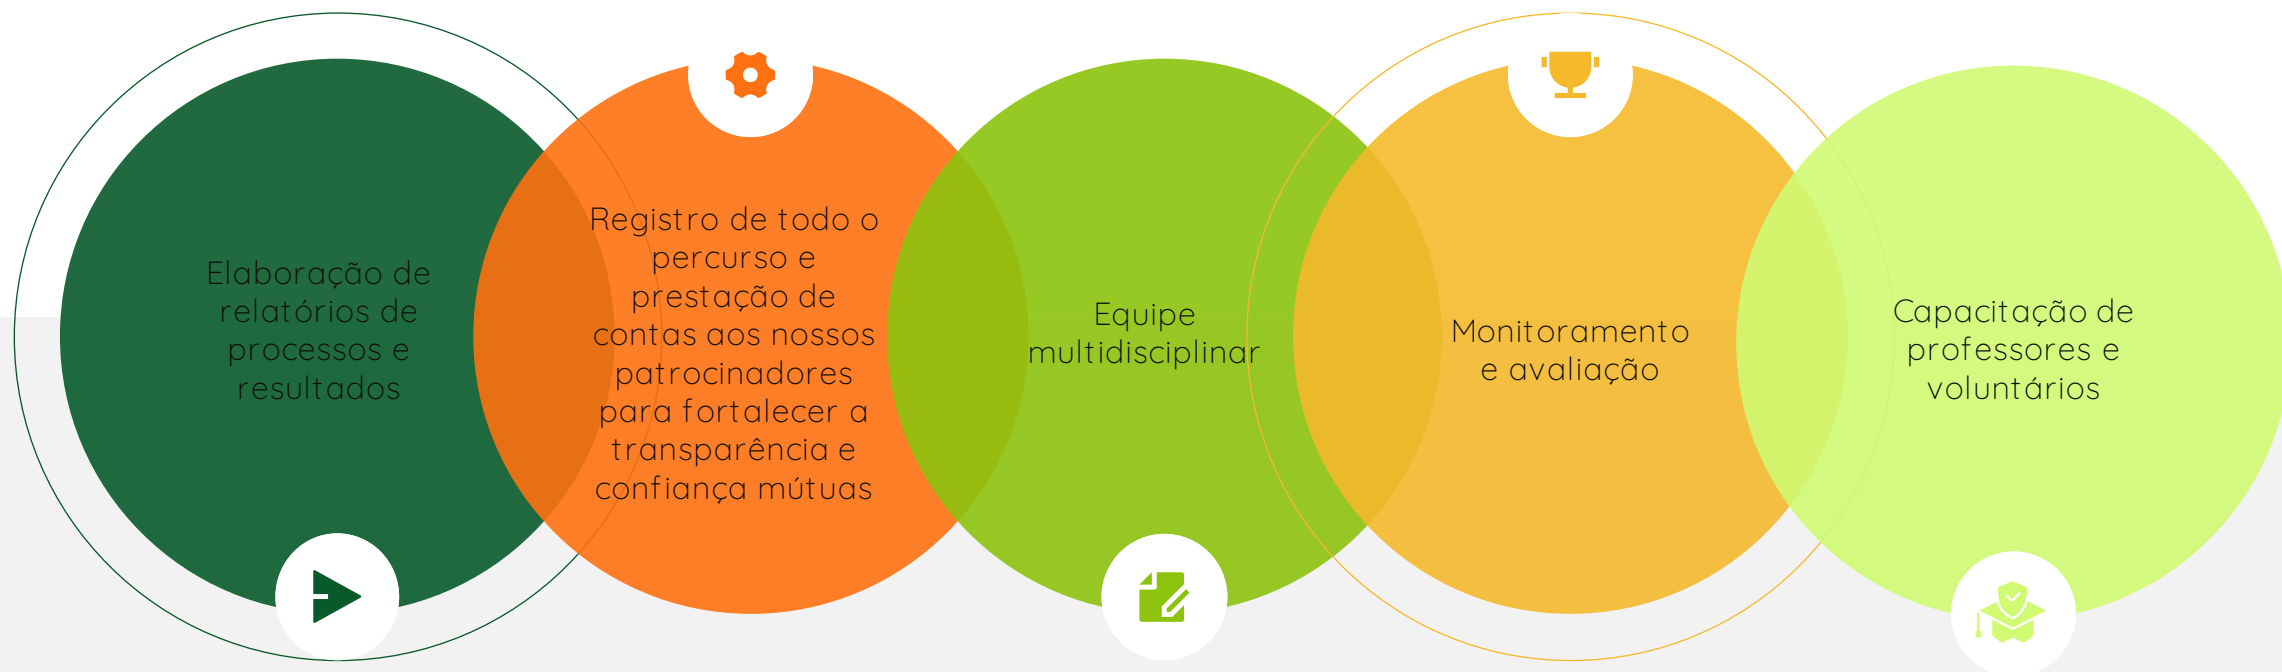 Elaboração de
relatórios de
processos e
resultados
Registro de todo o
percurso e
prestação de
contas aos nossos
patrocinadores
para fortalecer a
transparência e
confiança mútuas
Equipe
multidisciplinar
Monitoramento
e avaliação
Capacitação de
professores e
voluntários